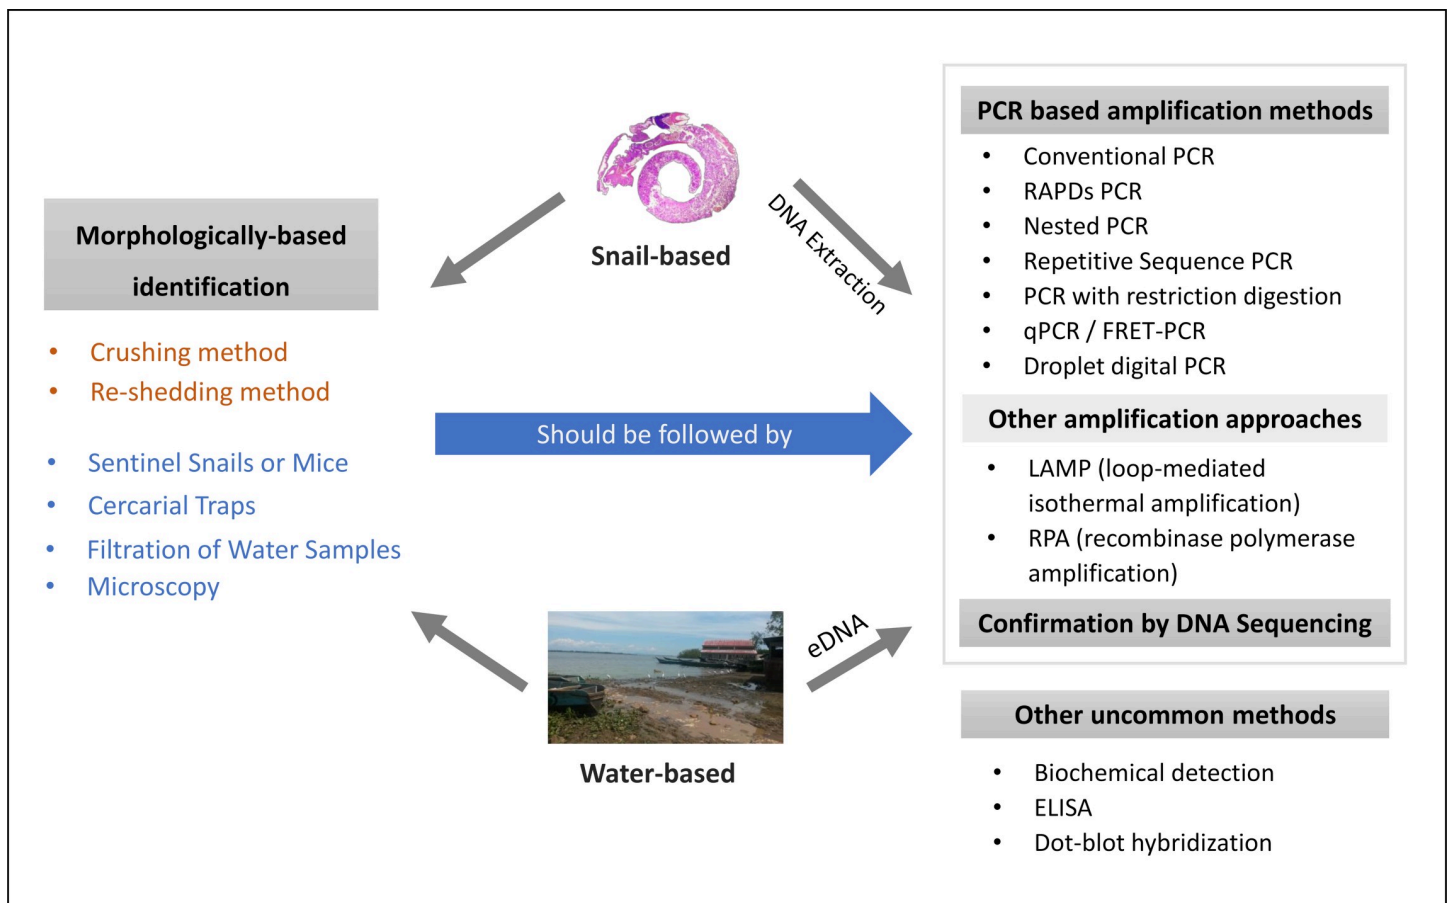 Morphologically-based
identification
• Crushing method
• Re-shedding method
• Sentinel Snails or Mice
• Cercarial Traps
• Filtration of Water Samples
• Microscopy
Snail-based
DNA Extraction
Should be followed by
eDNA
Water-based
PCR based amplification methods
• Conventional PCR
• RAPDs PCR
• Nested PCR
• Repetitive Sequence PCR
• PCR with restriction digestion
• qPCR / FRET-PCR
• Droplet digital PCR
Other amplification approaches
• LAMP (loop-mediated
isothermal amplification)
• RPA (recombinase polymerase
amplification)
Confirmation by DNA Sequencing
Other uncommon methods
• Biochemical detection
• ELISA
• Dot-blot hybridization